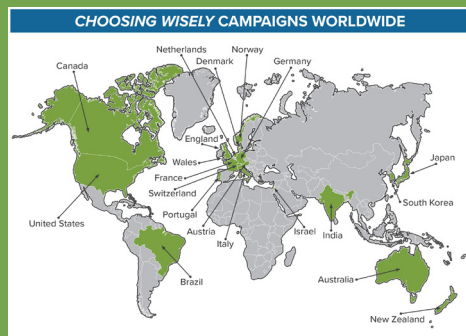 CHOOSING WISELY CAMPAIGNS WORLDWIDE
Netherlands
Norway
Denmark
Germany
Canada
England
Wales
France
Switzerland
Portugal
Austria
Italy
Israel
India
Japan
South Korea
United States
Brazil
Australia
New Zealand